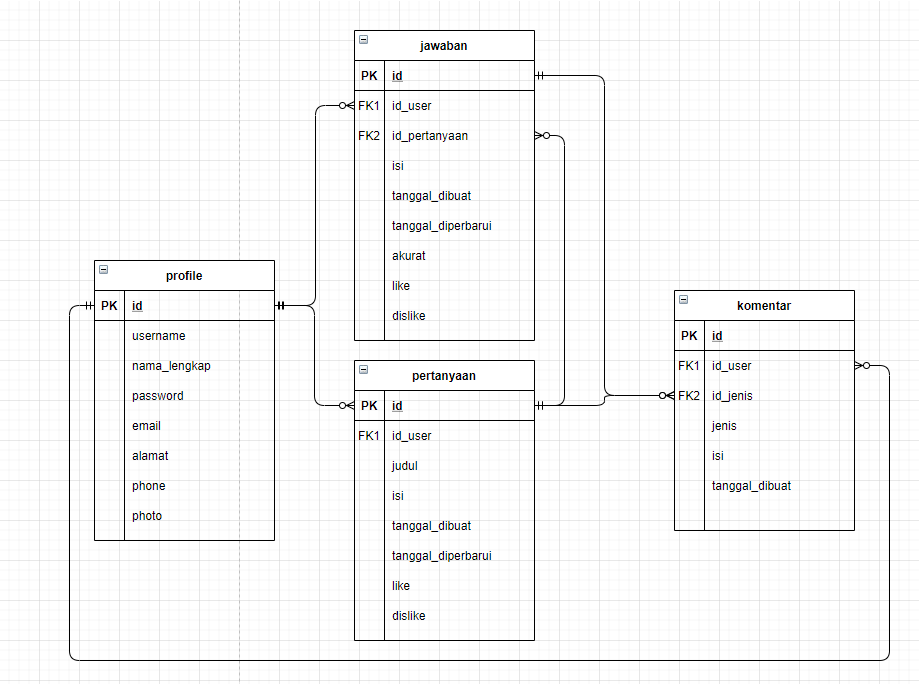 jawaban
PK id
FK1 id_user
FK2 id_pertanyaan
isi
tanggal_dibuat
tanggal_diperbarui
akurat
like
dislike
profile
PK id
username
nama_lengkap
password
email
alamat
phone
photo
pertanyaan
PK id
FK1 id_user
judul
isi
tanggal_dibuat
tanggal_diperbarui
like
dislike
komentar
PK id
FK1 id_user
FK2 id_jenis
jenis
isi
tanggal_dibuat